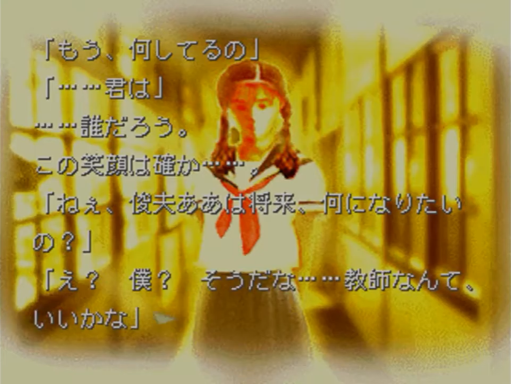 「もう、何してるの」
「……君は」
……誰だろう。
この笑顔は確か……。
「ねぇ、俊夫ああは将来、何になりたい
の？」
「え？　僕？　そうだな……教師なんて、
いいかな」